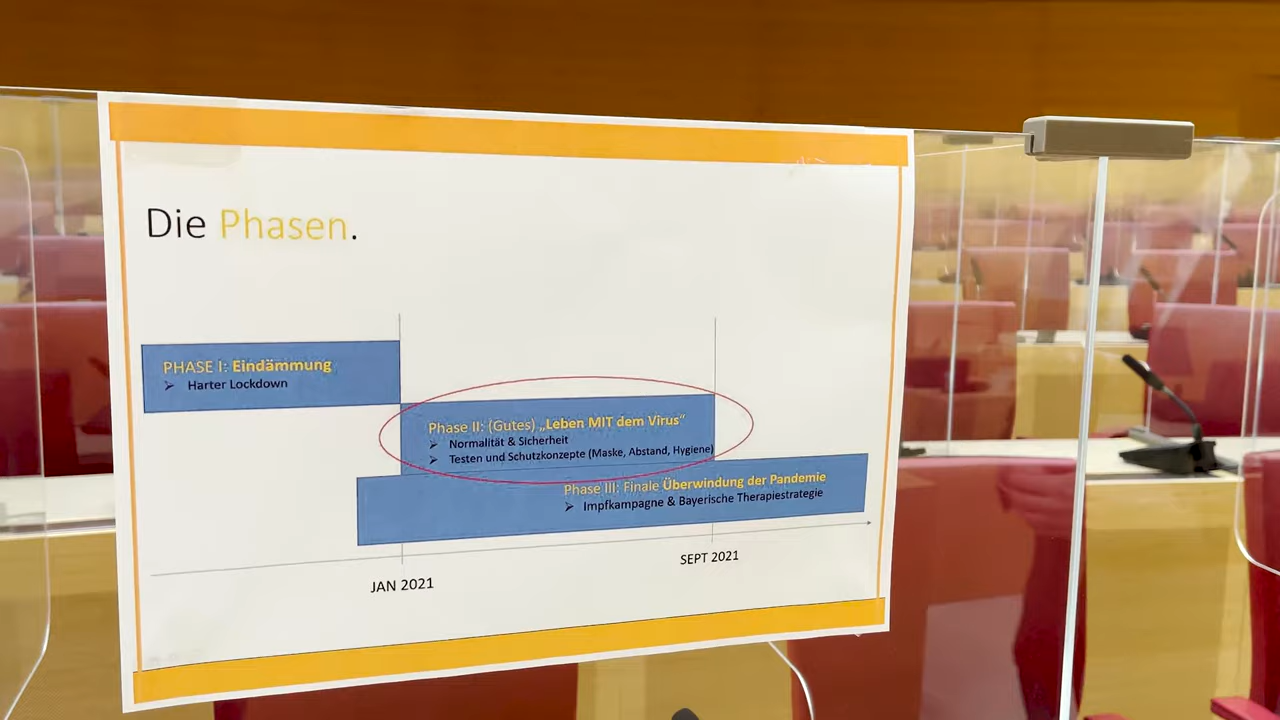 Die Phasen.
PHASE I: Eindämmung
➢ Harter Lockdown
Phase II: (Gutes) „Leben MIT dem Virus“
➢ Normalität & Sicherheit
➢ Testen und Schutzkonzepte (Maske, Abstand, Hygiene)
Phase III: Finale Überwindung der Pandemie
➢ Impfkampagne & Bayerische Therapiestrategie
JAN 2021
SEPT 2021